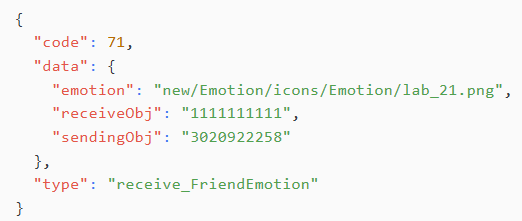 {
  "code": 71,
  "data": {
    "emotion": "new/Emotion/icons/Emotion/lab_21.png",
    "receiveObj": "1111111111",
    "sendingObj": "3020922258"
  },
  "type": "receive_FriendEmotion"
}